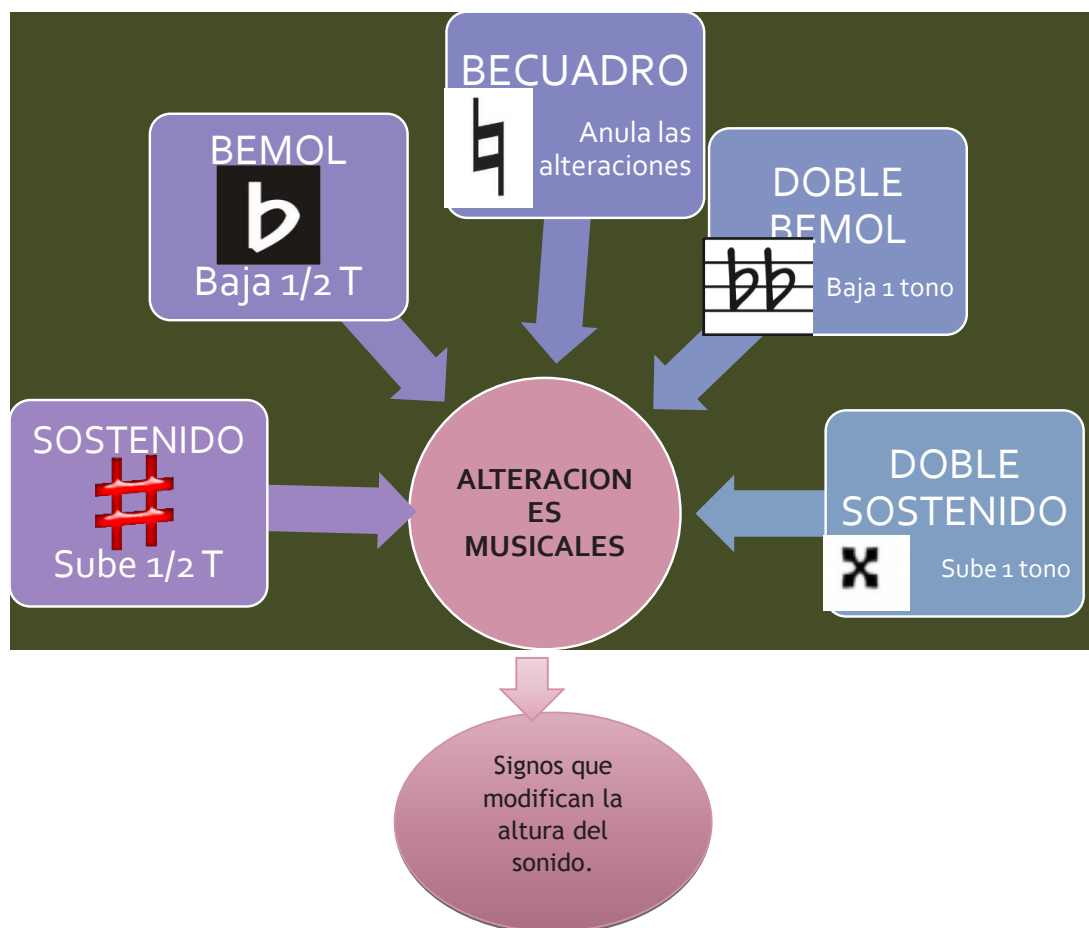 BECUADRO
Anula las
alteraciones
BEMOL
Baja 1/2 T
DOBLE
BEMOL
Baja 1 tono
SOSTENIDO
Sube 1/2 T
ALTERACION
ES
MUSICALES
DOBLE
SOSTENIDO
Sube 1 tono
Signos que
modifican la
altura del
sonido.